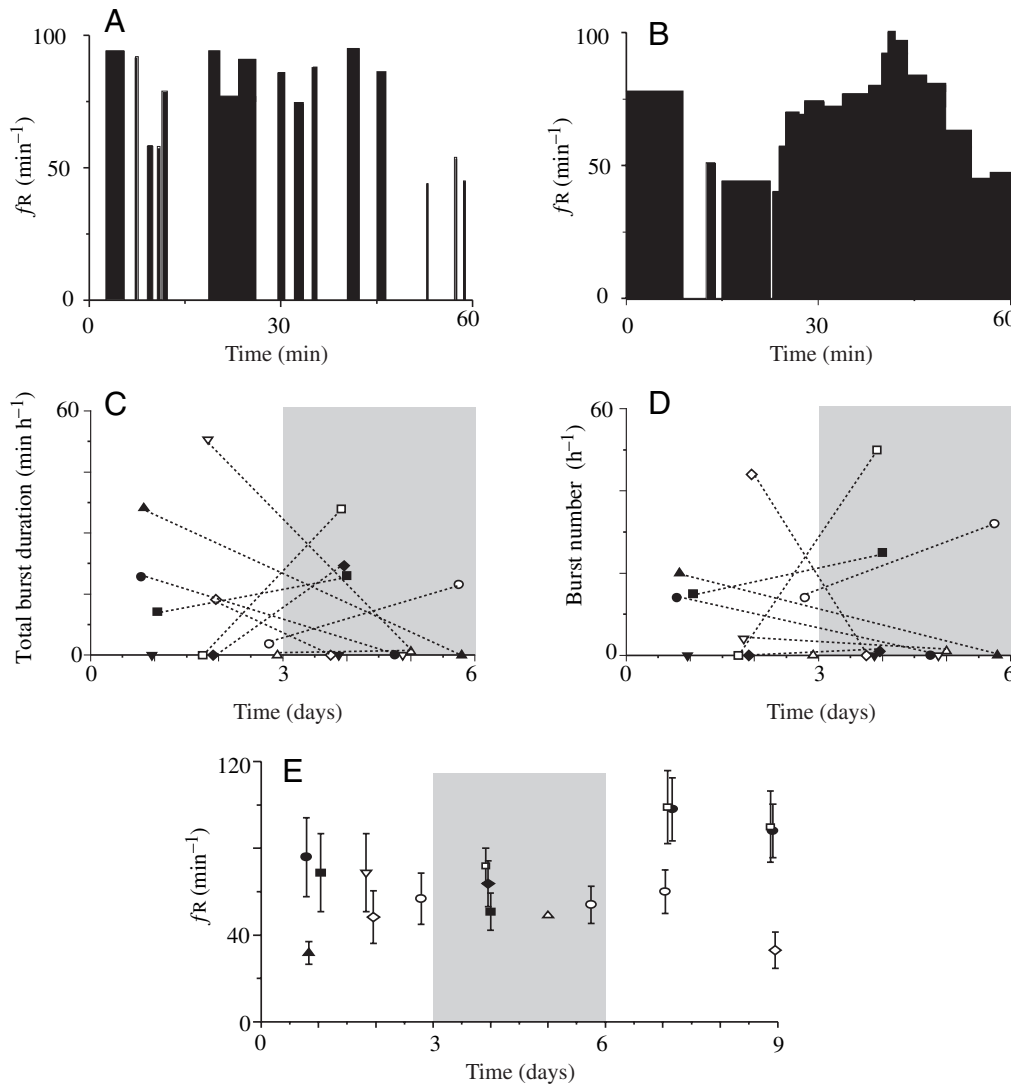 A
100
50
0
fR (min⁻¹)
0 30 60
Time (min)
B
100
50
0
fR (min⁻¹)
0 30 60
Time (min)
C
60
0
Total burst duration (min h⁻¹)
0 3 6
Time (days)
D
60
0
Burst number (h⁻¹)
0 3 6
Time (days)
E
120
40
0
fR (min⁻¹)
0 3 6 9
Time (days)